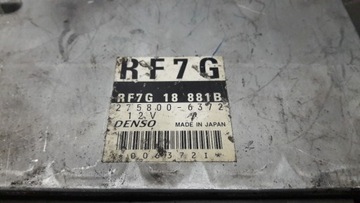 RF7G
RF7G 18 881B
275800-6372
12V
DENSO MADE IN JAPAN
0063721